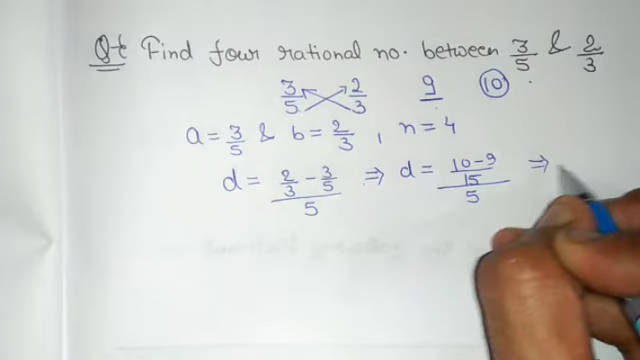 Qt Find four rational no. between 3/5 & 2/3
3/5 2/3 9 10
a = 3/5 & b = 2/3 , n = 4
d = (2/3 - 3/5)/5 ⇒ d = ((10-9)/15)/5 ⇒